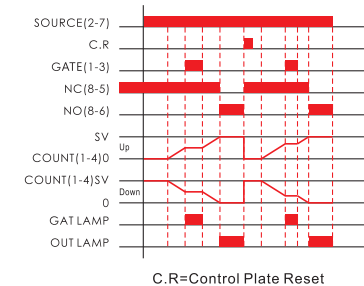 SOURCE(2-7)
C.R
GATE(1-3)
NC(8-5)
NO(8-6)
SV
Up
COUNT(1-4)0
COUNT(1-4)SV
Down
0
GAT LAMP
OUT LAMP
C.R=Control Plate Reset